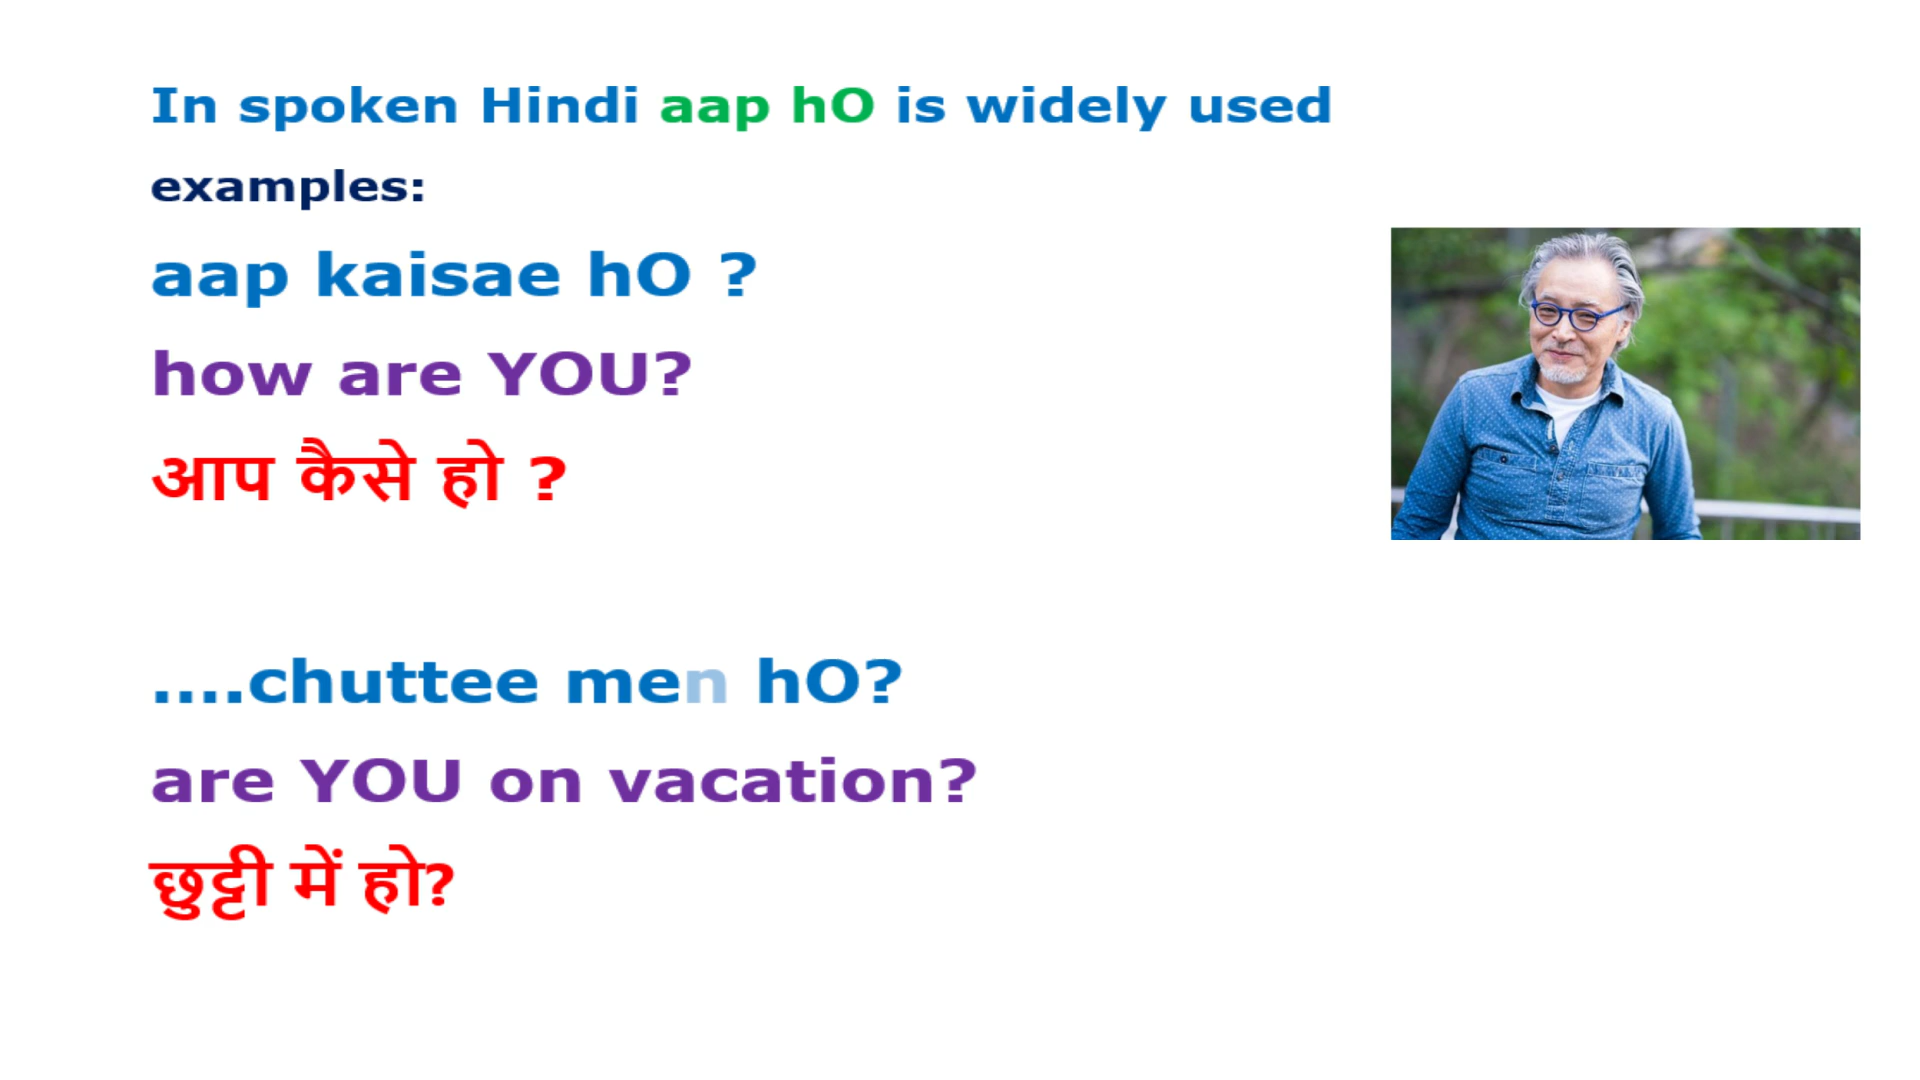 In spoken Hindi aap hO is widely used
examples:
aap kaisae hO ?
how are YOU?
आप कैसे हो ?
....chuttee men hO?
are YOU on vacation?
छुट्टी में हो?